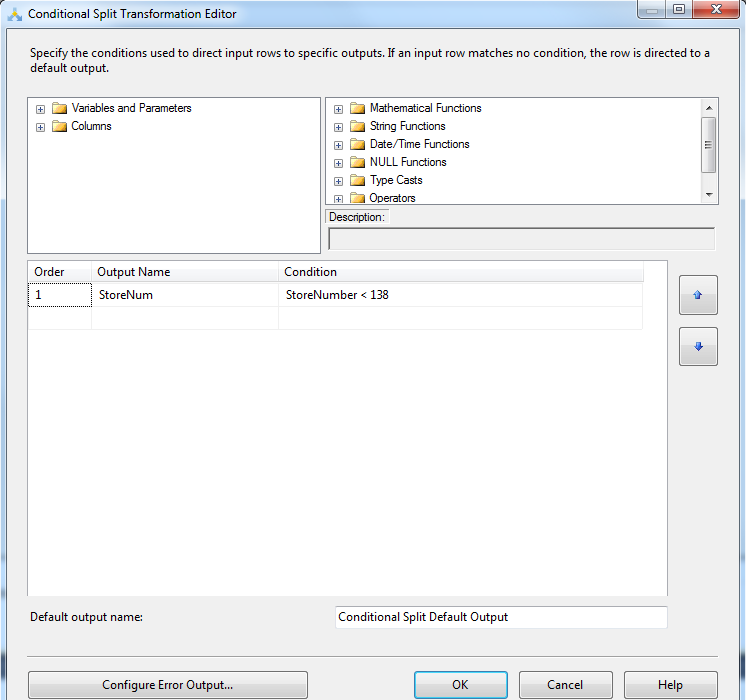 Conditional Split Transformation Editor
Specify the conditions used to direct input rows to specific outputs. If an input row matches no condition, the row is directed to a
default output.
Variables and Parameters
Columns
Mathematical Functions
String Functions
Date/Time Functions
NULL Functions
Type Casts
Operators
Description:
Order Output Name Condition
1 StoreNum StoreNumber < 138
Default output name: Conditional Split Default Output
Configure Error Output... OK Cancel Help